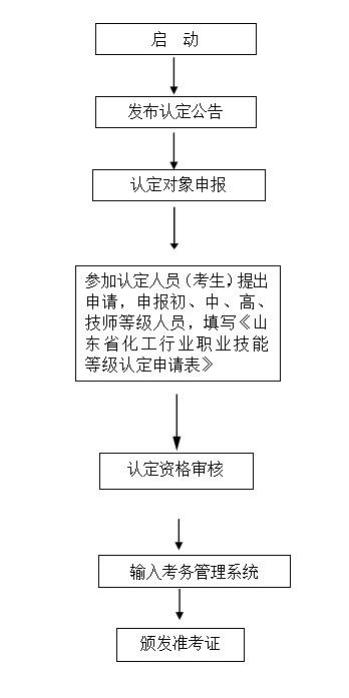 启 动
发布认定公告
认定对象申报
参加认定人员(考生)提出
申请，申报初、中、高、
技师等级人员，填写《山
东省化工行业职业技能
等级认定申请表》
认定资格审核
输入考务管理系统
颁发准考证